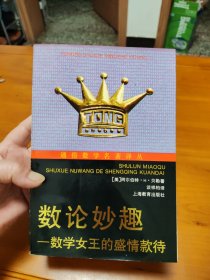 TONG
通俗数学名著译丛
SHULUN MIAOQU
SHUXUE NUWANG DE SHENGQING KUANDAI
[美]阿尔伯特·H·贝勒著
谈祥柏译
上海教育出版社
数论妙趣
—数学女王的盛情款待